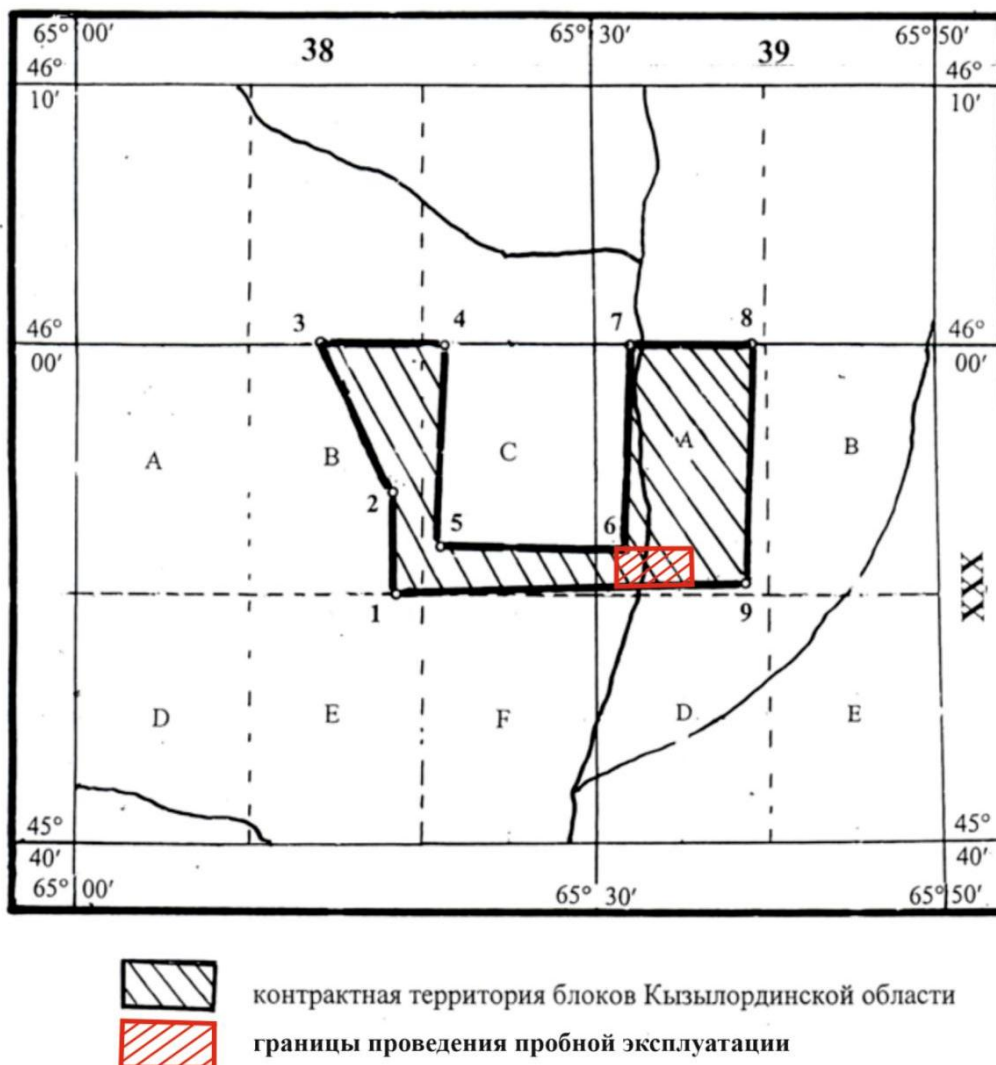 65° 00′ 65° 30′ 65° 50′
38 39
46° 46°
10′ 10′
3 4 7 8
46° 46°
00′ 00′
A B C A B
2
5 6
1 9
XXX
D E F D E
45° 45°
40′ 40′
65° 00′ 65° 30′ 65° 50′
контрактная территория блоков Кызылординской области
границы проведения пробной эксплуатации